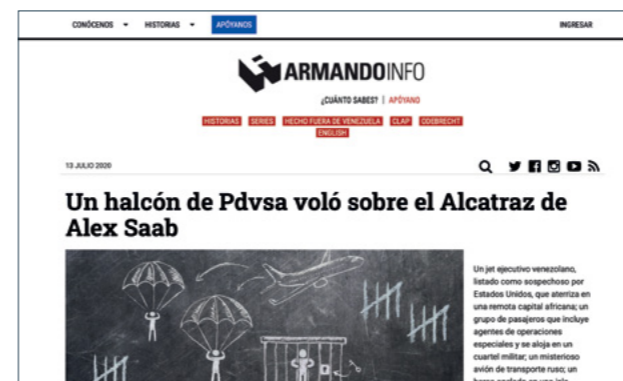 CONÓCENOS HISTORIAS APÓYANOS INGRESAR
ARMANDOINFO
¿CUÁNTO SABES? | APÓYANO
HISTORIAS SERIES HECHO FUERA DE VENEZUELA CLAP ODEBRECHT
ENGLISH
13 JULIO 2020
Un halcón de Pdvsa voló sobre el Alcatraz de
Alex Saab
Un jet ejecutivo venezolano,
listado como sospechoso por
Estados Unidos, que aterriza en
una remota capital africana; un
grupo de pasajeros que incluye
agentes de operaciones
especiales y se aloja en un
cuartel militar; un misterioso
avión de transporte ruso; un